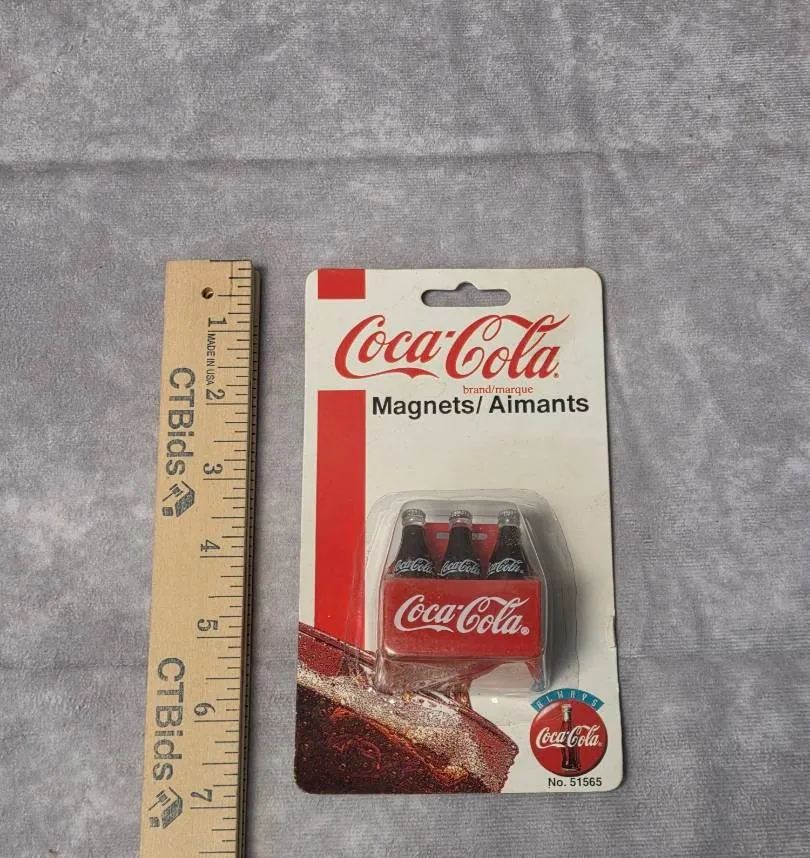 1
MADE IN USA
2
3
4
5
6
7
CTBids
CTBids
Coca-Cola®
brand/marque
Magnets/ Aimants
Coca-Cola
Coca-Cola
Coca-Cola
Coca-Cola®
ALWAYS
Coca-Cola®
No. 51565